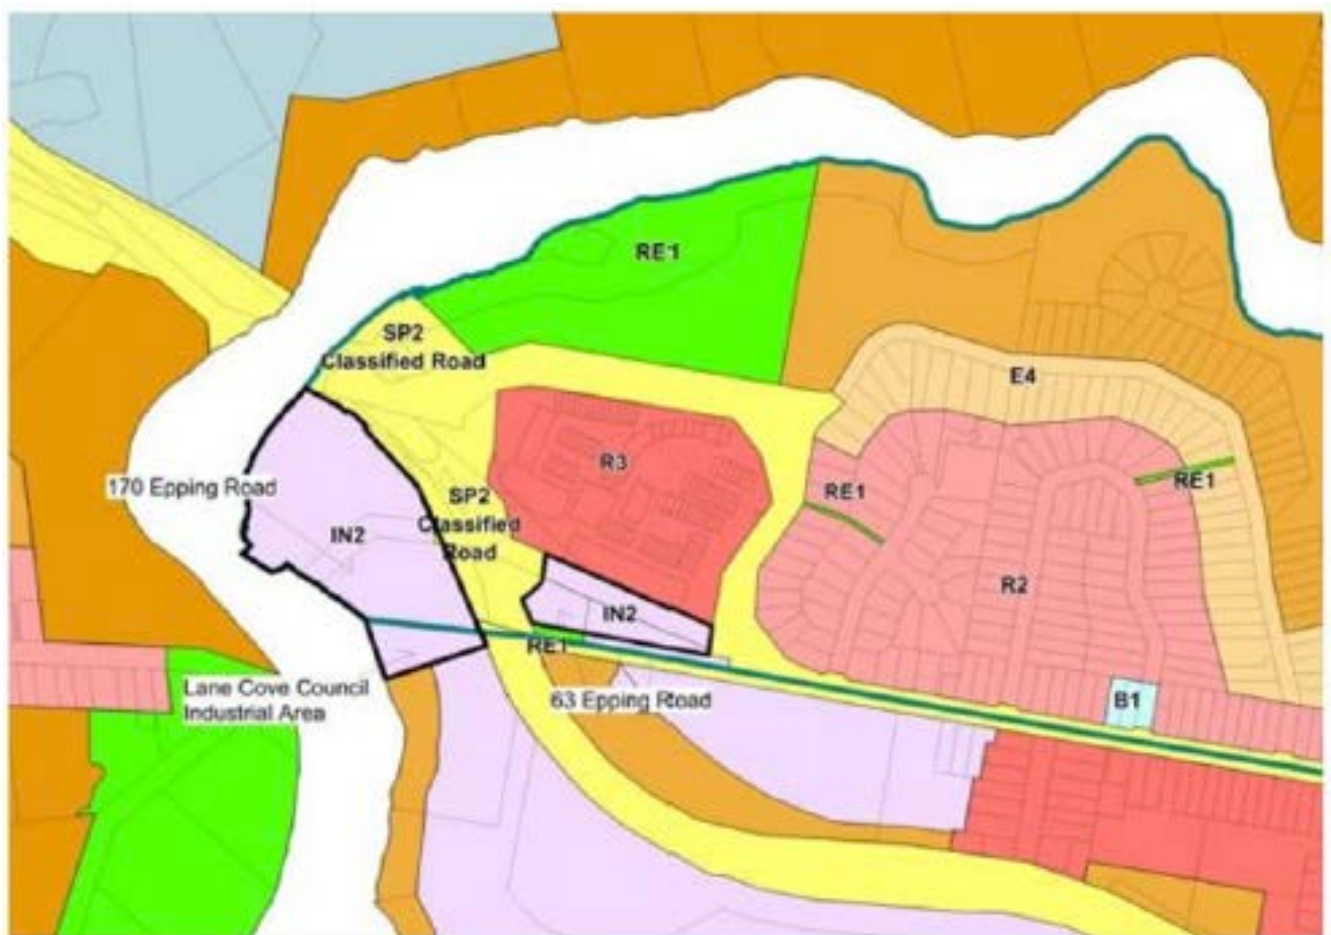 RE1
SP2
Classified Road
E4
R3
RE1
RE1
170 Epping Road
SP2
Classified
Road
IN2
R2
IN2
RE1
Lane Cove Council
Industrial Area
63 Epping Road
B1